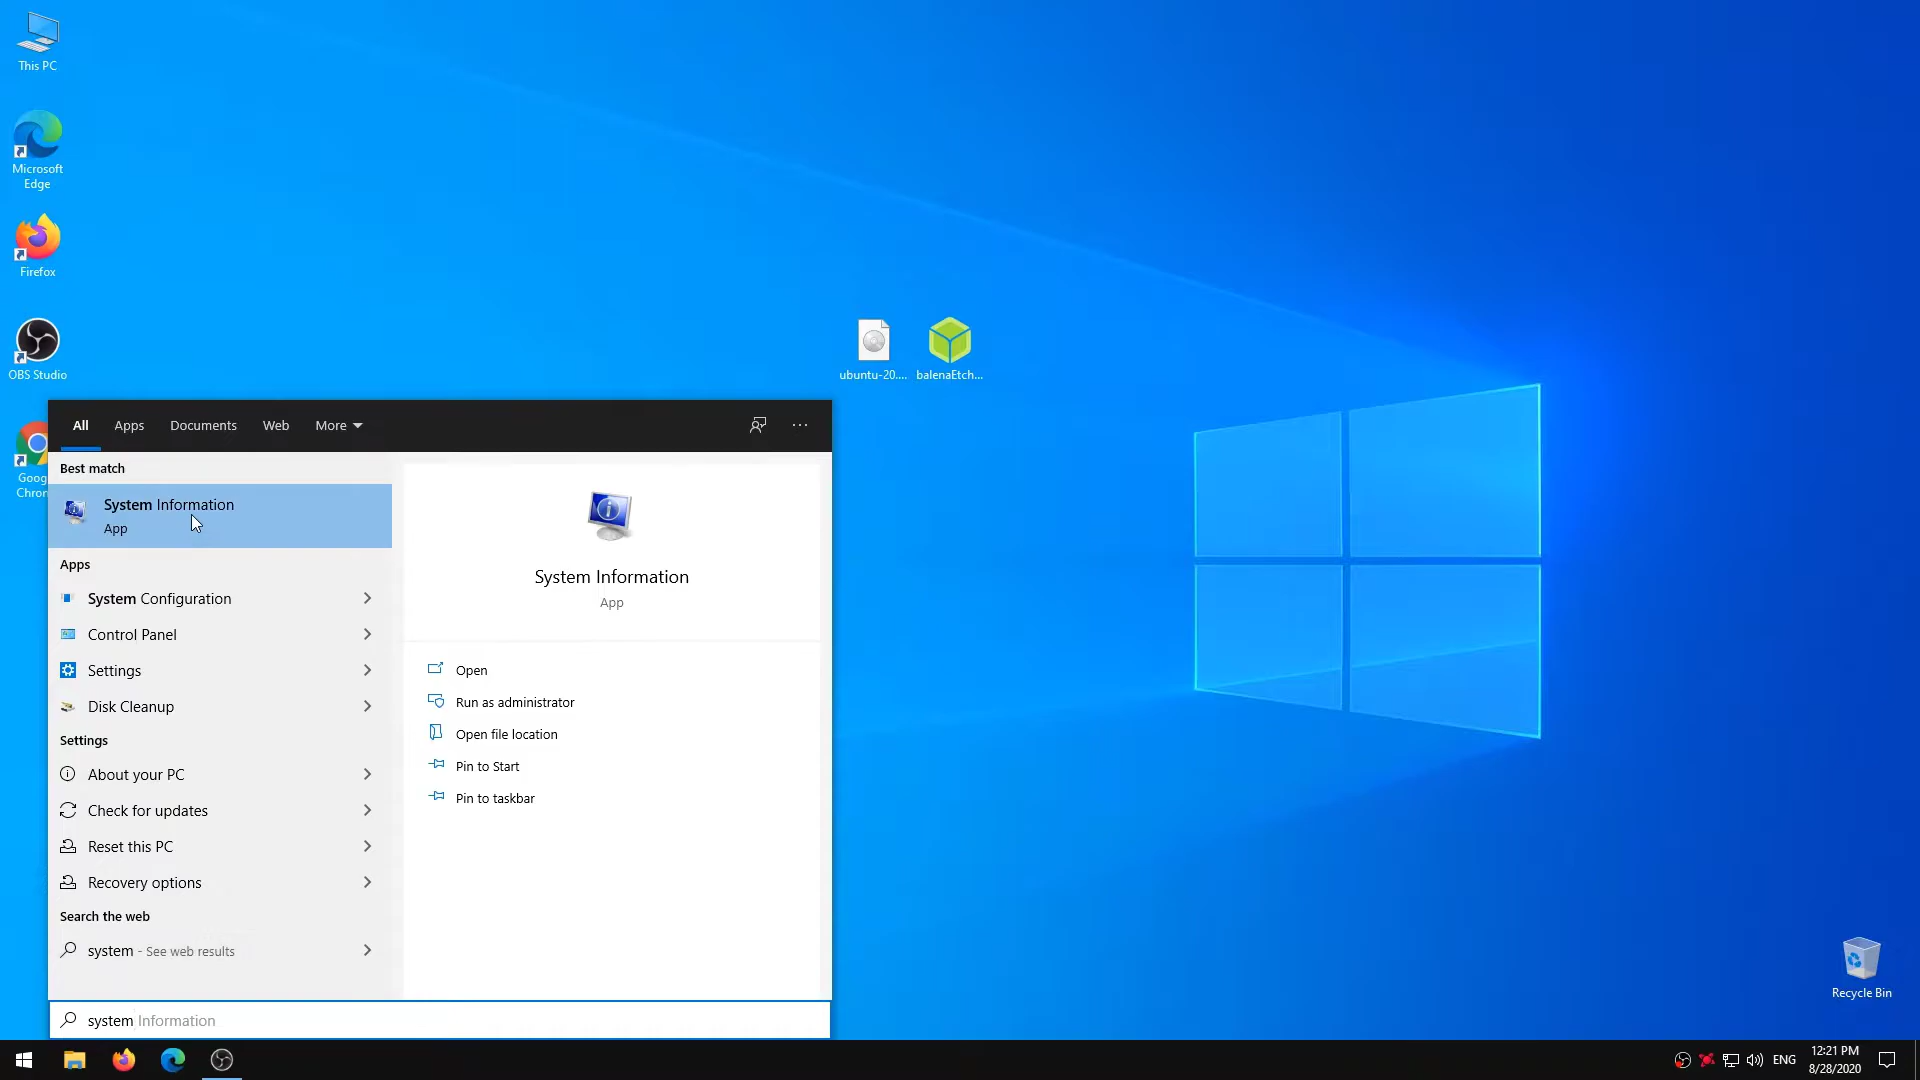 This PC
Microsoft
Edge
Firefox
OBS Studio
Goog
Chron
ubuntu-20....
balenaEtch...
All
Apps
Documents
Web
More
Best match
System Information
App
Apps
System Configuration
Control Panel
Settings
Disk Cleanup
Settings
About your PC
Check for updates
Reset this PC
Recovery options
Search the web
system - See web results
System Information
App
Open
Run as administrator
Open file location
Pin to Start
Pin to taskbar
system Information
Recycle Bin
ENG
12:21 PM
8/28/2020